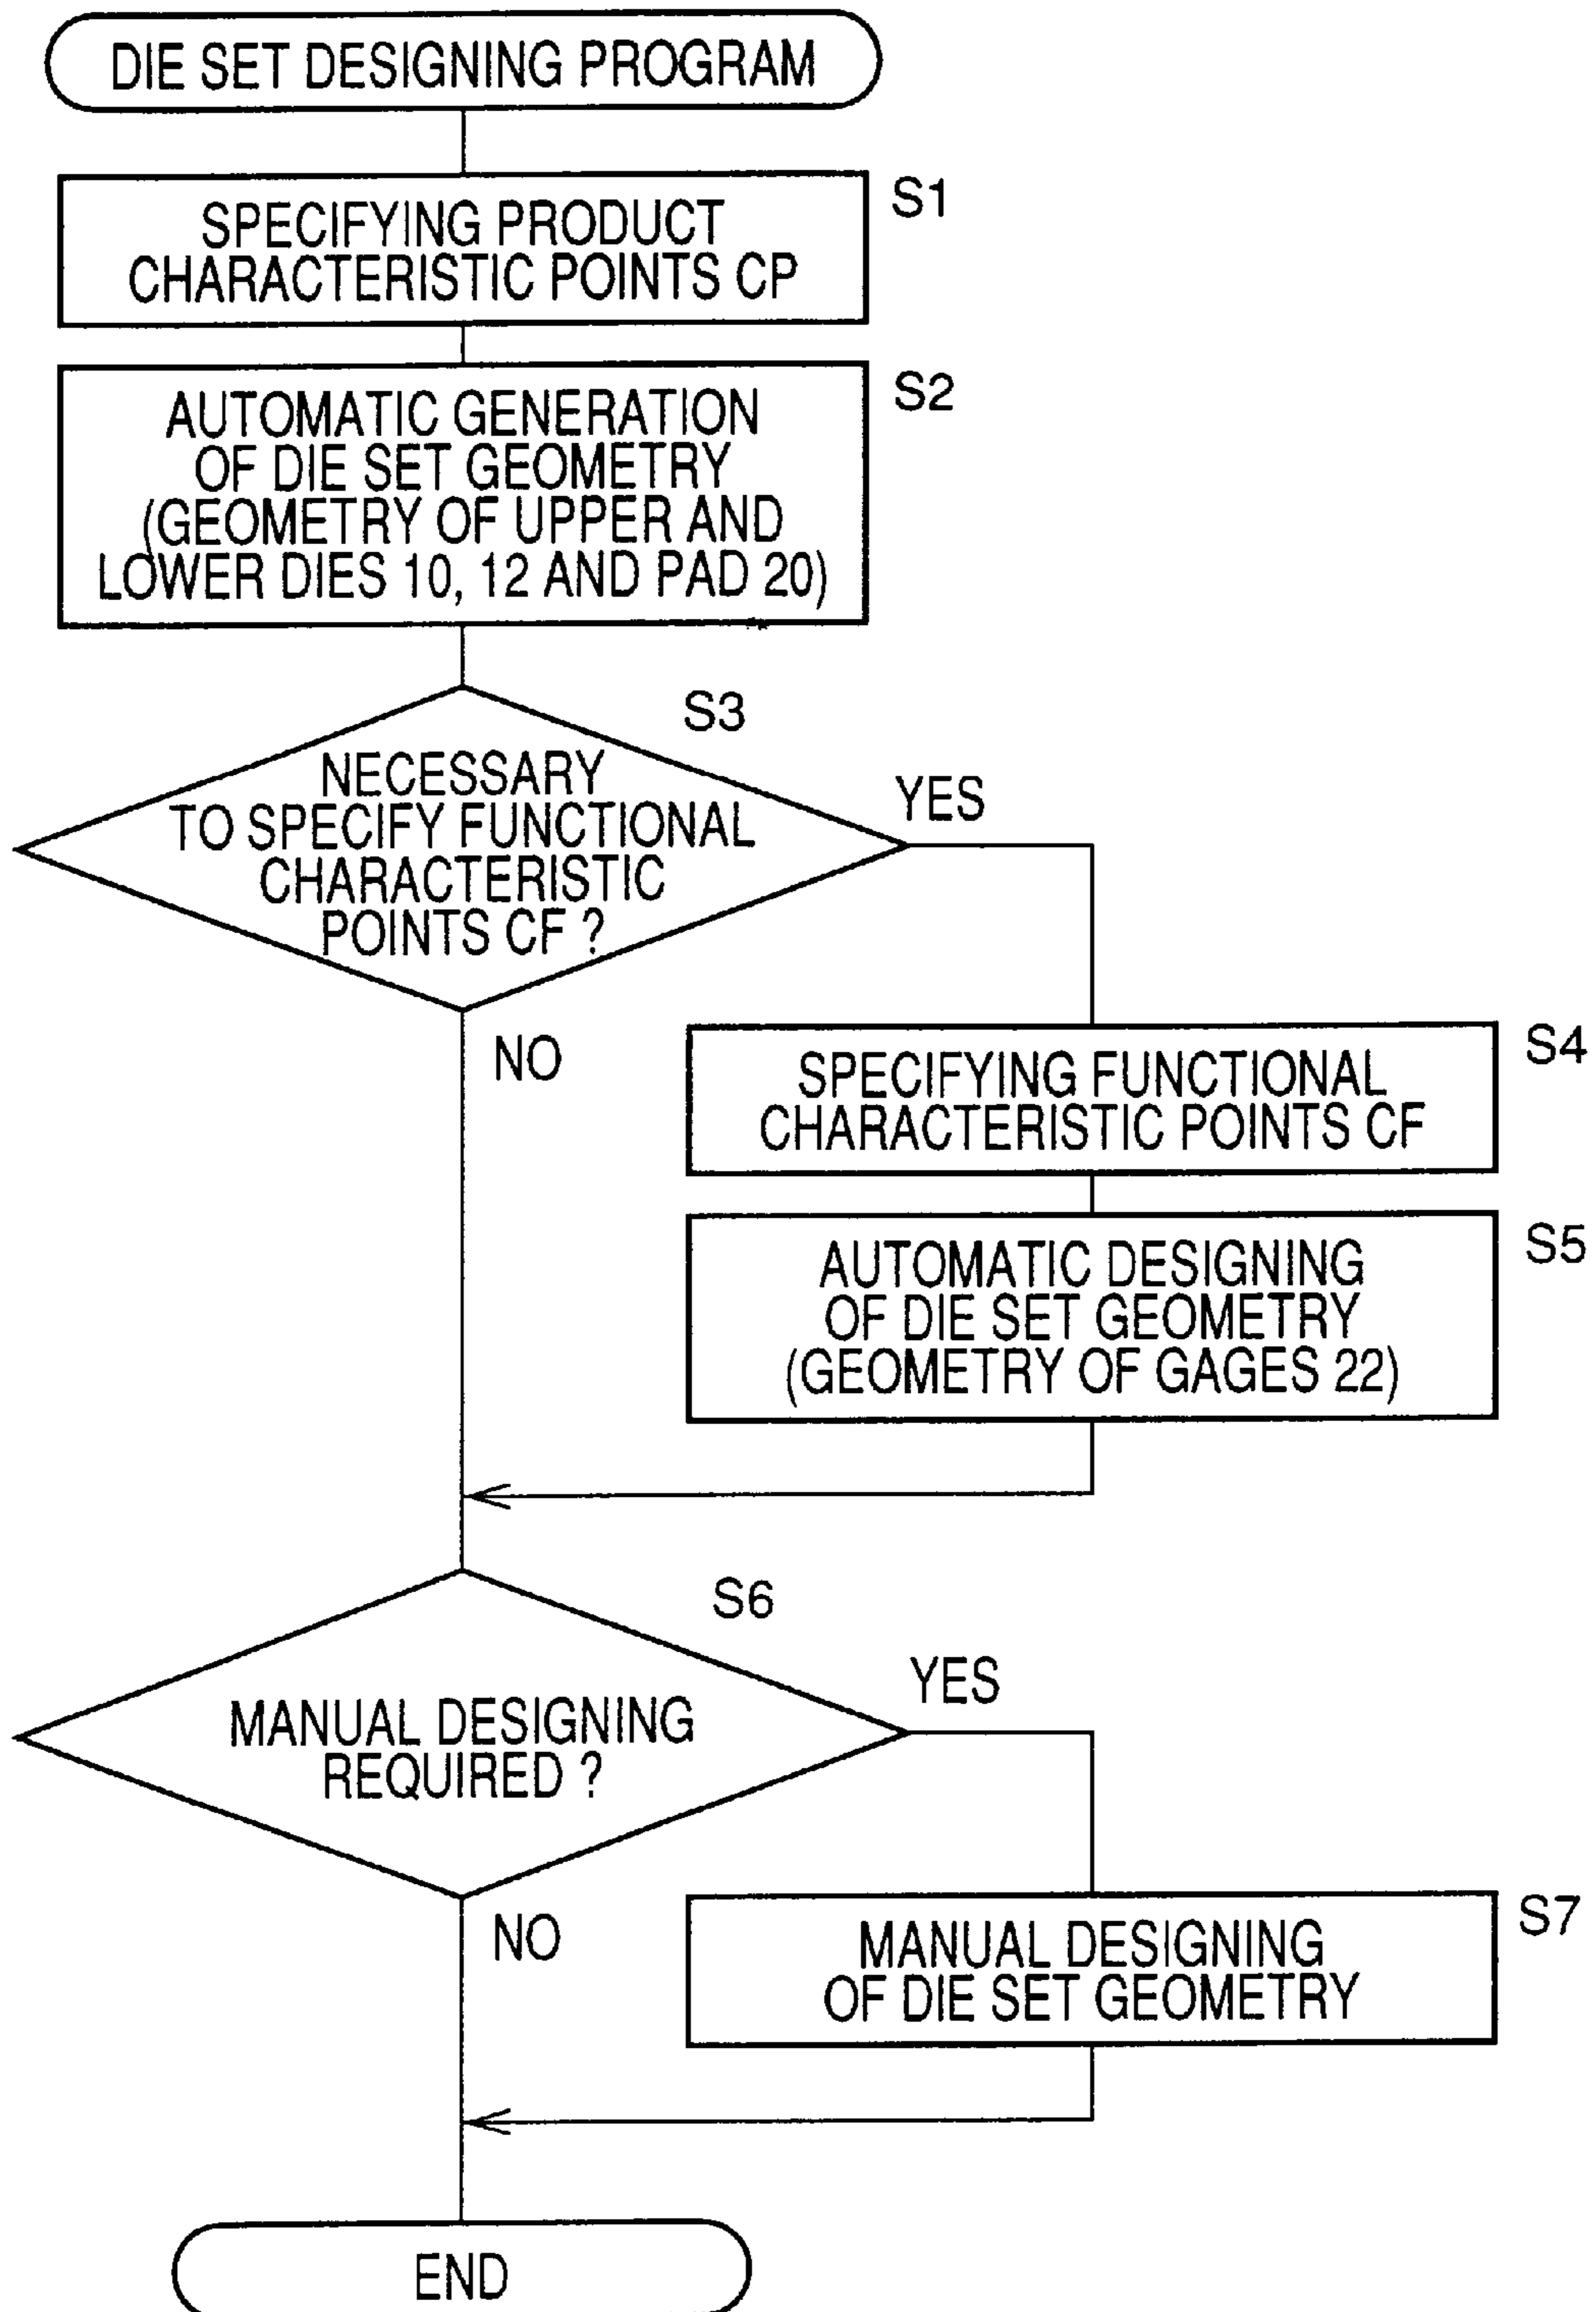 DIE SET DESIGNING PROGRAM
S1
SPECIFYING PRODUCT
CHARACTERISTIC POINTS CP
S2
AUTOMATIC GENERATION
OF DIE SET GEOMETRY
(GEOMETRY OF UPPER AND
LOWER DIES 10, 12 AND PAD 20)
S3
NECESSARY
TO SPECIFY FUNCTIONAL
CHARACTERISTIC
POINTS CF ?
YES
NO
S4
SPECIFYING FUNCTIONAL
CHARACTERISTIC POINTS CF
S5
AUTOMATIC DESIGNING
OF DIE SET GEOMETRY
(GEOMETRY OF GAGES 22)
S6
MANUAL DESIGNING
REQUIRED ?
YES
NO
S7
MANUAL DESIGNING
OF DIE SET GEOMETRY
END